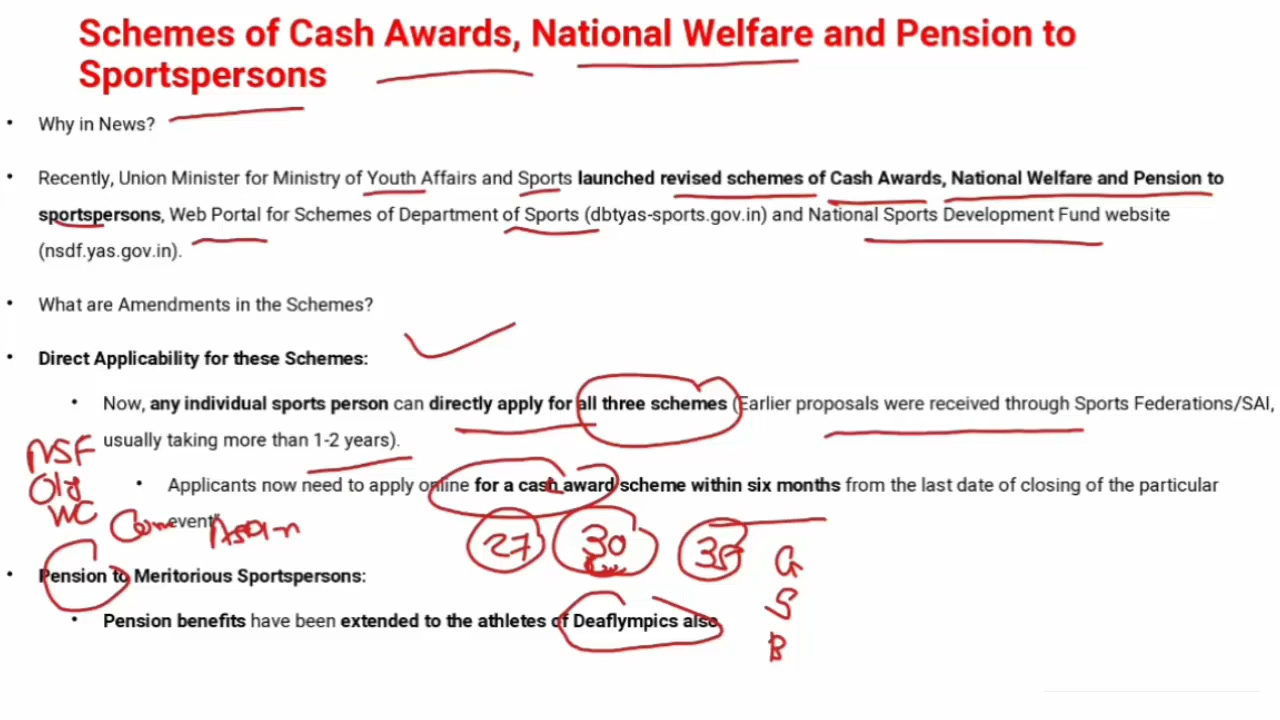 Schemes of Cash Awards, National Welfare and Pension to
Sportspersons
• Why in News?
• Recently, Union Minister for Ministry of Youth Affairs and Sports launched revised schemes of Cash Awards, National Welfare and Pension to
sportspersons, Web Portal for Schemes of Department of Sports (dbtyas-sports.gov.in) and National Sports Development Fund website
(nsdf.yas.gov.in).
• What are Amendments in the Schemes?
• Direct Applicability for these Schemes:
• Now, any individual sports person can directly apply for all three schemes (Earlier proposals were received through Sports Federations/SAI,
usually taking more than 1-2 years).
NSF
• Applicants now need to apply online for a cash award scheme within six months from the last date of closing of the particular
Oly
WC
event
Com Asian
27 30 35
G
• Pension to Meritorious Sportspersons:
S
• Pension benefits have been extended to the athletes of Deaflympics also
B